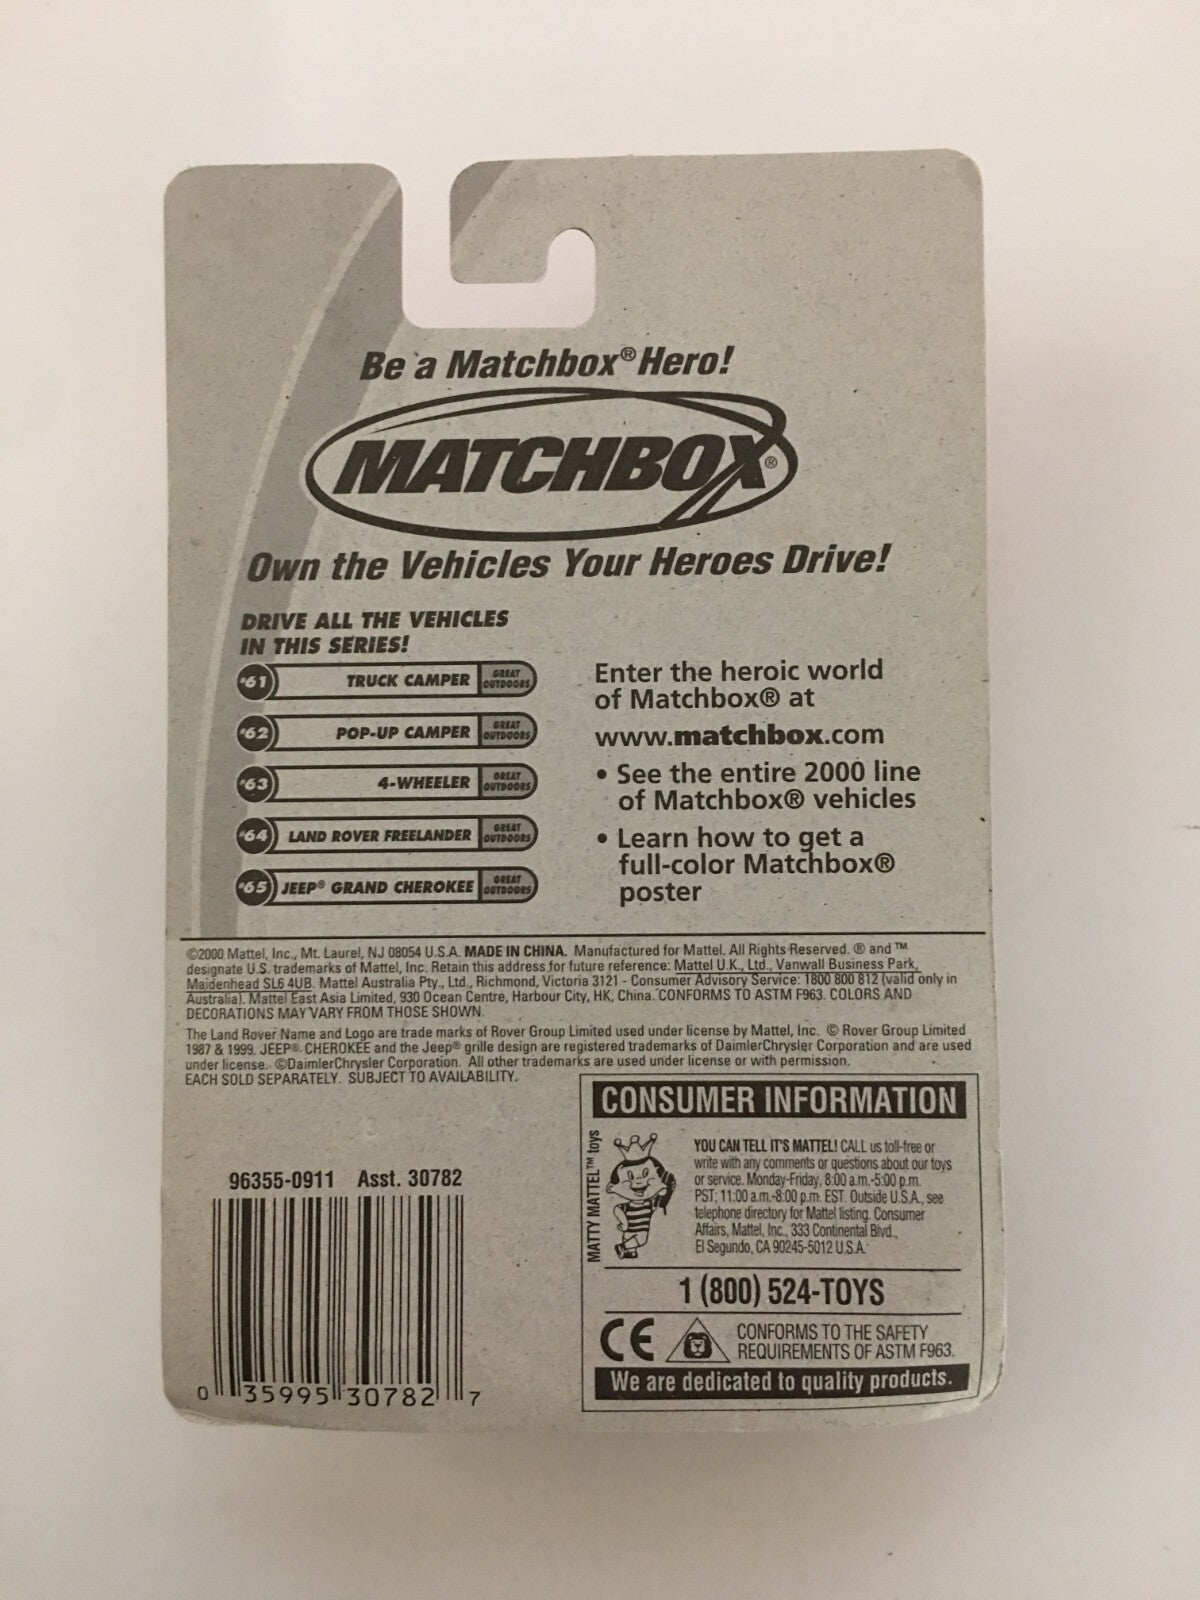 Be a Matchbox® Hero!
MATCHBOX®
Own the Vehicles Your Heroes Drive!
DRIVE ALL THE VEHICLES
IN THIS SERIES!
#61 TRUCK CAMPER GREAT OUTDOORS
#62 POP-UP CAMPER GREAT OUTDOORS
#63 4-WHEELER GREAT OUTDOORS
#64 LAND ROVER FREELANDER GREAT OUTDOORS
#65 JEEP® GRAND CHEROKEE GREAT OUTDOORS
Enter the heroic world
of Matchbox® at
www.matchbox.com
• See the entire 2000 line
of Matchbox® vehicles
• Learn how to get a
full-color Matchbox®
poster
©2000 Mattel, Inc., Mt. Laurel, NJ 08054 U.S.A. MADE IN CHINA. Manufactured for Mattel. All Rights Reserved. ® and ™
designate U.S. trademarks of Mattel, Inc. Retain this address for future reference: Mattel U.K., Ltd., Vanwall Business Park,
Maidenhead SL6 4UB. Mattel Australia Pty., Ltd., Richmond, Victoria 3121 - Consumer Advisory Service: 1800 800 812 (valid only in
Australia). Mattel East Asia Limited, 930 Ocean Centre, Harbour City, HK, China. CONFORMS TO ASTM F963. COLORS AND
DECORATIONS MAY VARY FROM THOSE SHOWN.
The Land Rover Name and Logo are trade marks of Rover Group Limited used under license by Mattel, Inc. © Rover Group Limited
1987 & 1999. JEEP®, CHEROKEE and the Jeep® grille design are registered trademarks of DaimlerChrysler Corporation and are used
under license. ©DaimlerChrysler Corporation. All other trademarks are used under license or with permission.
EACH SOLD SEPARATELY. SUBJECT TO AVAILABILITY.
96355-0911 Asst. 30782
0 35995 30782 7
CONSUMER INFORMATION
MATTY MATTEL™ toys
YOU CAN TELL IT'S MATTEL! CALL us toll-free or
write with any comments or questions about our toys
or service. Monday-Friday, 8:00 a.m.-5:00 p.m.
PST; 11:00 a.m.-8:00 p.m. EST. Outside U.S.A., see
telephone directory for Mattel listing. Consumer
Affairs, Mattel, Inc., 333 Continental Blvd.,
El Segundo, CA 90245-5012 U.S.A.
1 (800) 524-TOYS
CE
CONFORMS TO THE SAFETY
REQUIREMENTS OF ASTM F963.
We are dedicated to quality products.